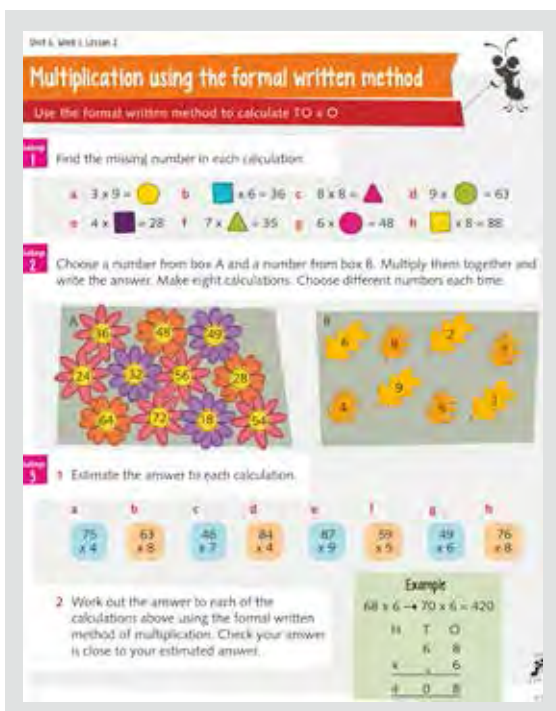 Unit 6, Week 1, Lesson 2
Multiplication using the formal written method
Use the formal written method to calculate TO x O
1
Find the missing number in each calculation.
a 3 x 9 = b x 6 = 36 c 8 x 8 = d 9 x = 63
e 4 x = 28 f 7 x = 35 g 6 x = 48 h x 8 = 88
2
Choose a number from box A and a number from box B. Multiply them together and
write the answer. Make eight calculations. Choose different numbers each time.
A B
36 48 49 6 8 2
24 32 56 28 9
64 72 18 54 4 3
3
1 Estimate the answer to each calculation.
a b c d e f g h
75 63 46 84 87 59 49 76
x 4 x 8 x 7 x 4 x 9 x 5 x 6 x 8
2 Work out the answer to each of the
calculations above using the formal written
method of multiplication. Check your answer
is close to your estimated answer.
Example
68 x 6 → 70 x 6 = 420
H T O
6 8
x 6
4 0 8